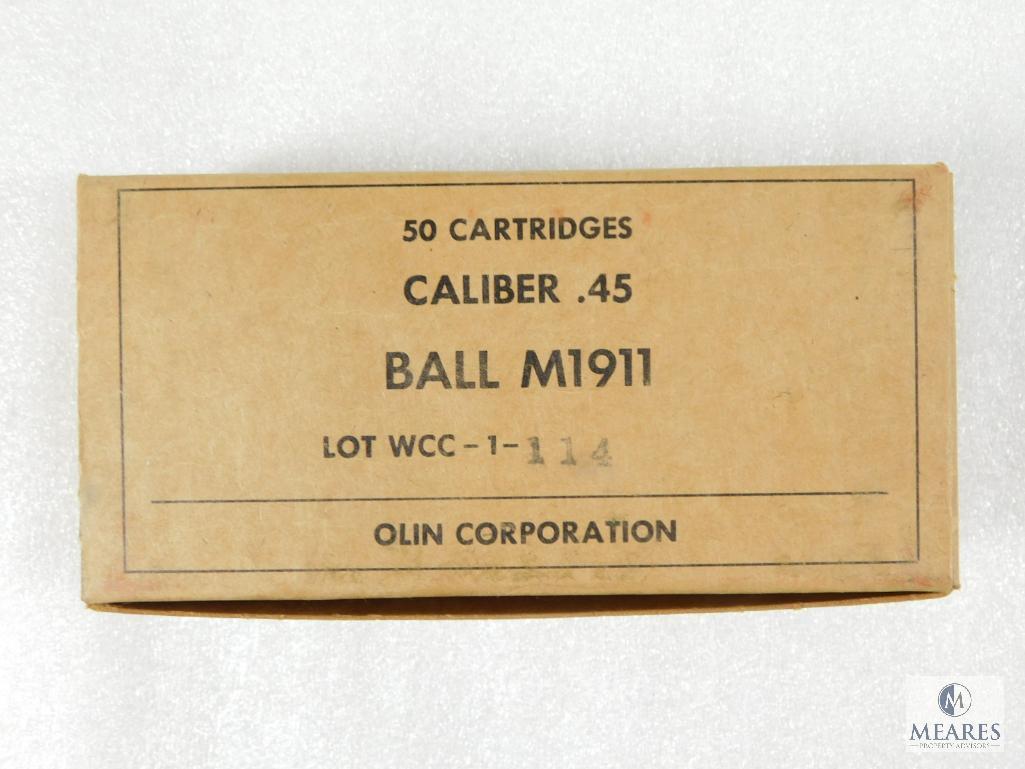 50 CARTRIDGES
CALIBER .45
BALL M1911
LOT WCC-1-114
OLIN CORPORATION
M
MEARES
PROPERTY ADVISORS